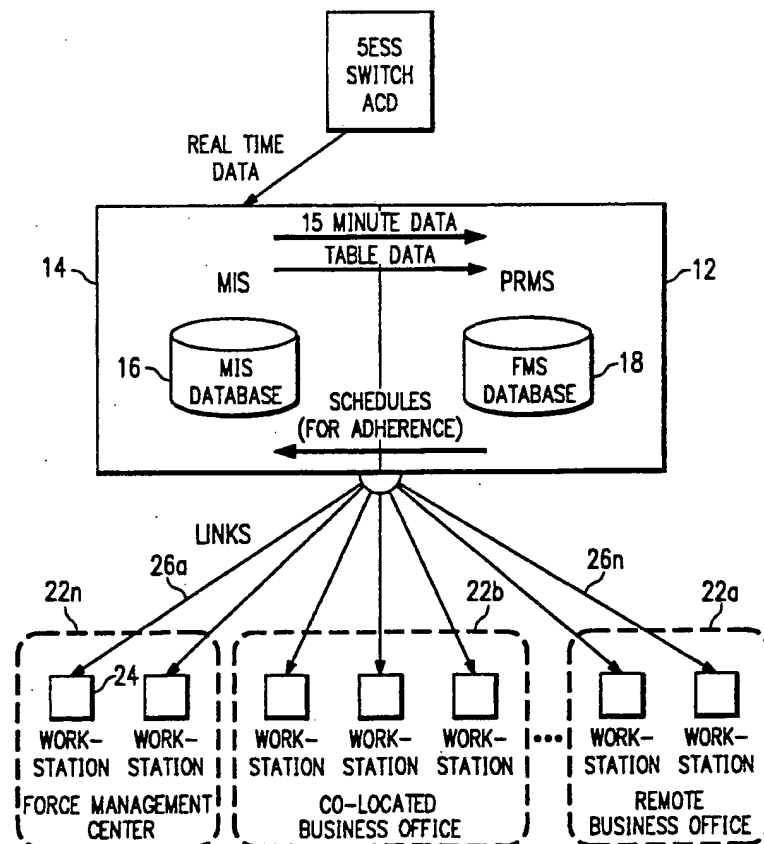 5ESS
SWITCH
ACD
REAL TIME
DATA
15 MINUTE DATA
TABLE DATA
14
MIS
PRMS
12
16
MIS
DATABASE
FMS
DATABASE
18
SCHEDULES
(FOR ADHERENCE)
LINKS
22n
26a
22b
26n
22a
24
WORK-
STATION
WORK-
STATION
WORK-
STATION
WORK-
STATION
WORK-
STATION
WORK-
STATION
WORK-
STATION
FORCE MANAGEMENT
CENTER
CO-LOCATED
BUSINESS OFFICE
REMOTE
BUSINESS OFFICE